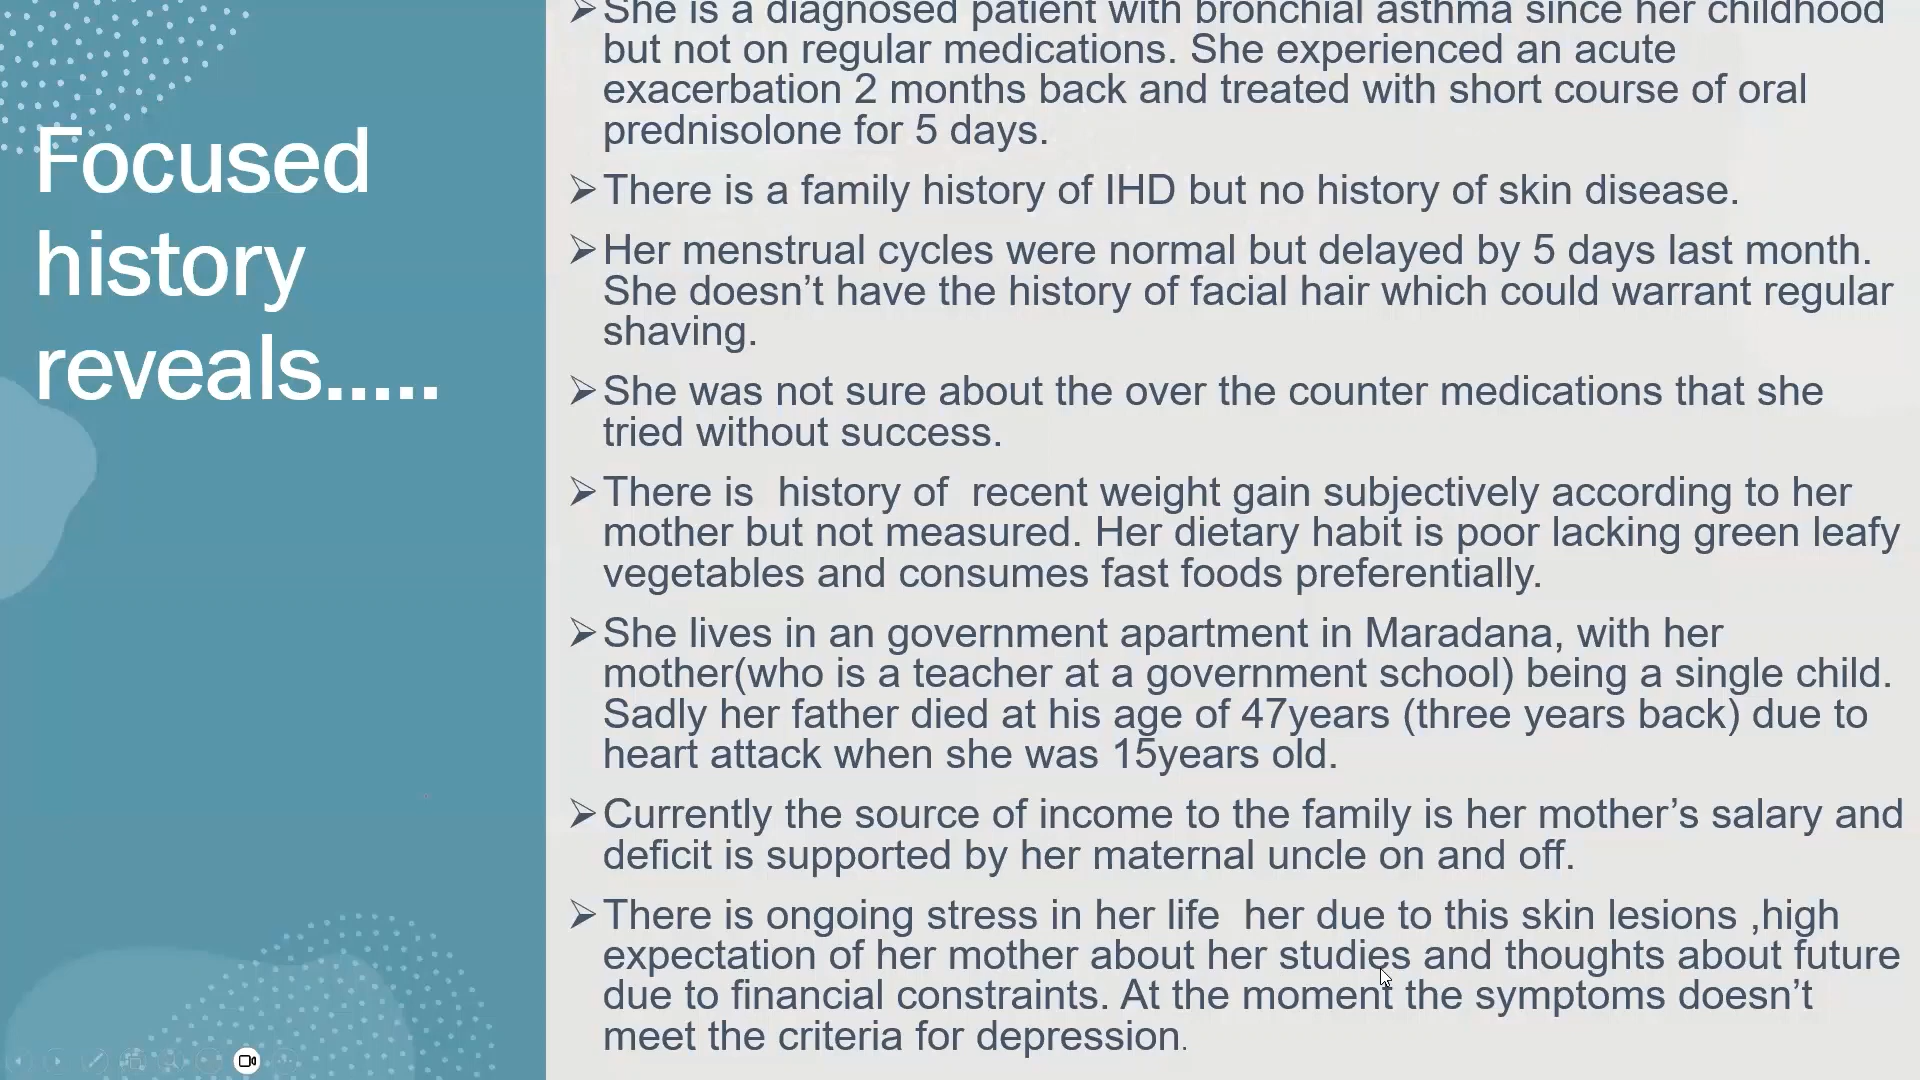 Focused
history
reveals.....
She is a diagnosed patient with bronchial asthma since her childhood
but not on regular medications. She experienced an acute
exacerbation 2 months back and treated with short course of oral
prednisolone for 5 days.
There is a family history of IHD but no history of skin disease.
Her menstrual cycles were normal but delayed by 5 days last month.
She doesn’t have the history of facial hair which could warrant regular
shaving.
She was not sure about the over the counter medications that she
tried without success.
There is  history of  recent weight gain subjectively according to her
mother but not measured. Her dietary habit is poor lacking green leafy
vegetables and consumes fast foods preferentially.
She lives in an government apartment in Maradana, with her
mother(who is a teacher at a government school) being a single child.
Sadly her father died at his age of 47years (three years back) due to
heart attack when she was 15years old.
Currently the source of income to the family is her mother’s salary and
deficit is supported by her maternal uncle on and off.
There is ongoing stress in her life  her due to this skin lesions ,high
expectation of her mother about her studies and thoughts about future
due to financial constraints. At the moment the symptoms doesn’t
meet the criteria for depression.